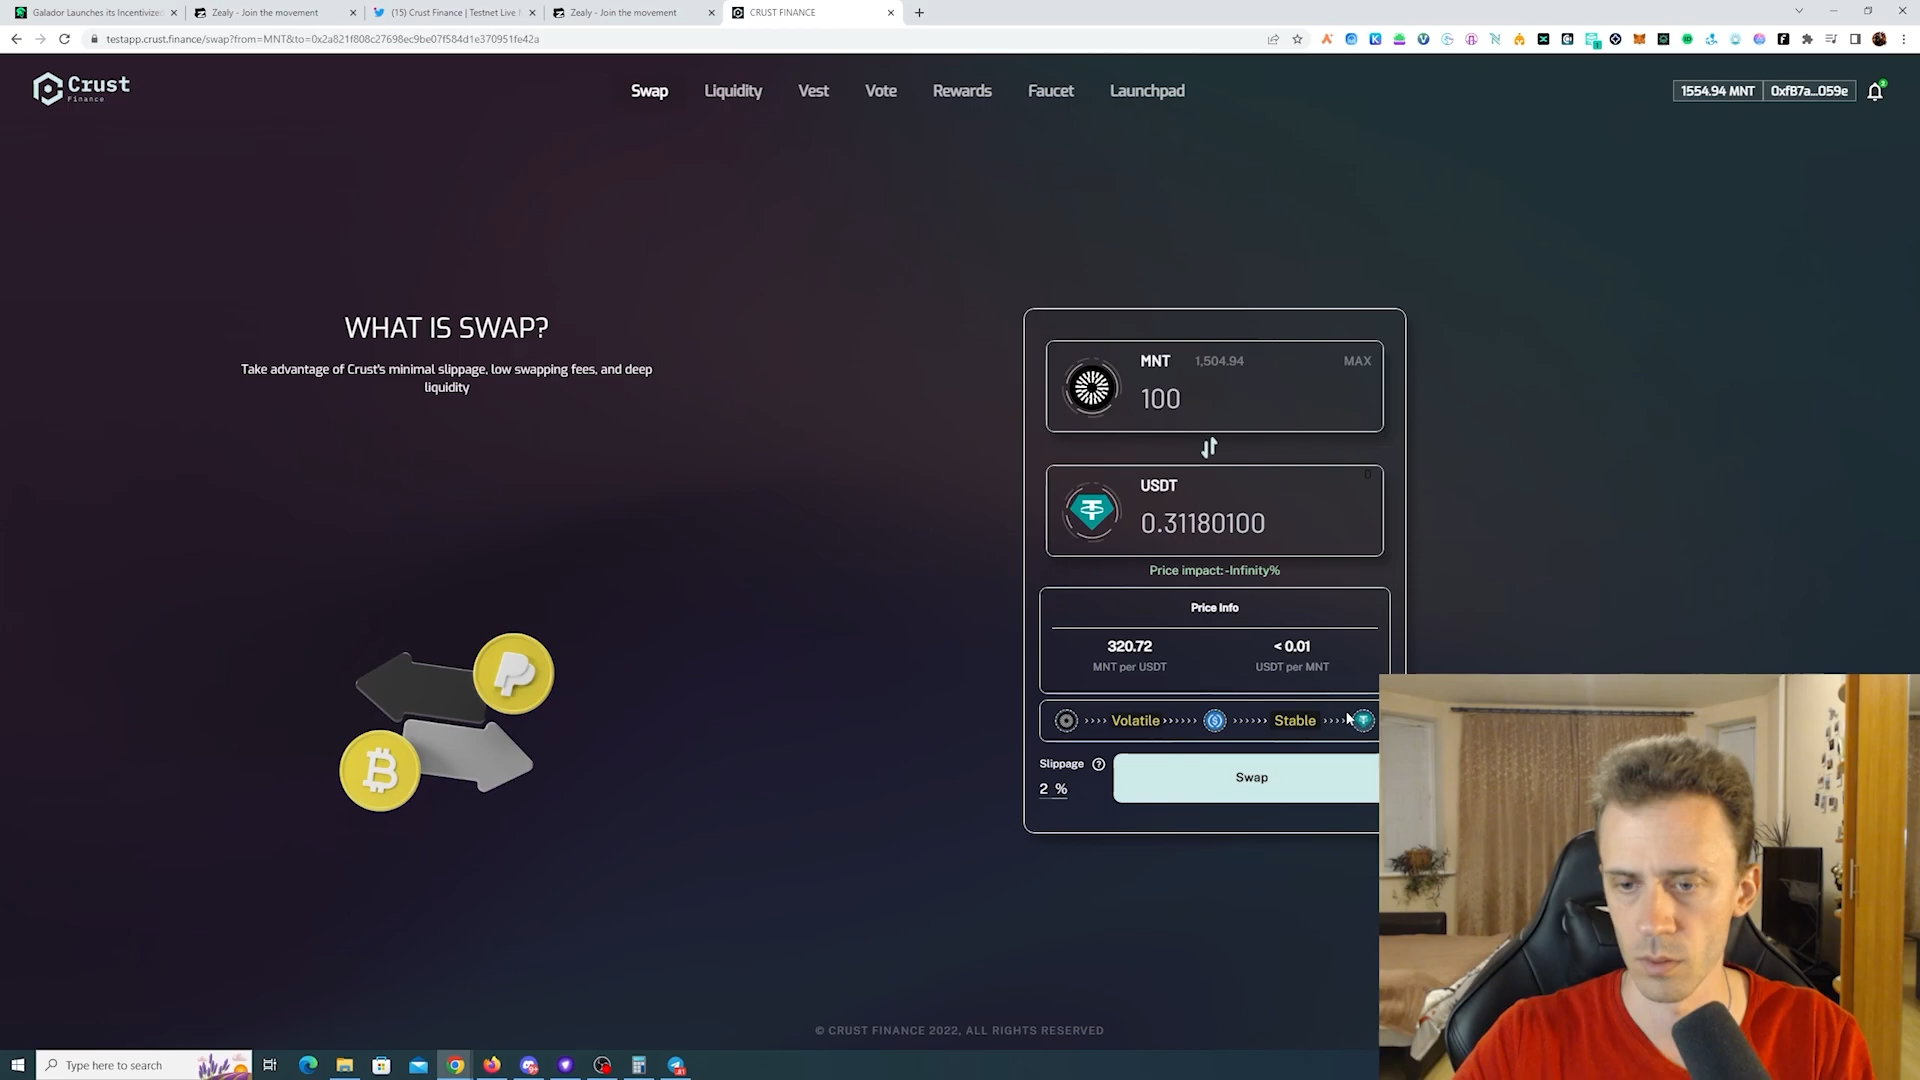 Galador Launches its Incentivized
Zealy - Join the movement
(15) Crust Finance | Testnet Live
Zealy - Join the movement
CRUST FINANCE
testapp.crust.finance/swap?from=MNT&to=0x2a821f808c27698ec9be07f584d1e370951fe42a
Crust
Finance
Swap
Liquidity
Vest
Vote
Rewards
Faucet
Launchpad
1554.94 MNT
0xfB7a...059e
WHAT IS SWAP?
Take advantage of Crust's minimal slippage, low swapping fees, and deep
liquidity
MNT 1,504.94 MAX
100
0
USDT
0.31180100
Price impact: -Infinity%
Price Info
320.72 < 0.01
MNT per USDT USDT per MNT
Volatile Stable
Slippage
2 %
Swap
© CRUST FINANCE 2022, ALL RIGHTS RESERVED
Type here to search